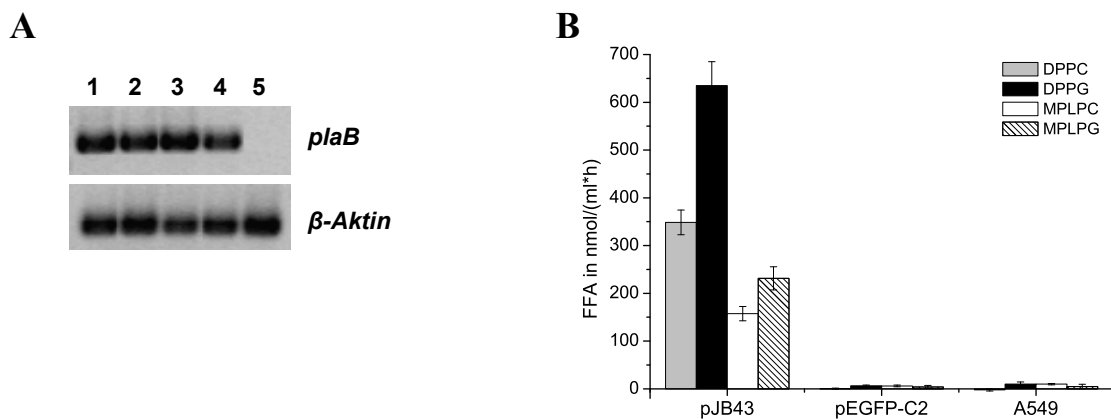 A
1 2 3 4 5
plaB
β-Aktin
B
FFA in nmol/(ml*h)
700
600
500
400
300
200
100
0
DPPC
DPPG
MPLPC
MPLPG
pJB43 pEGFP-C2 A549